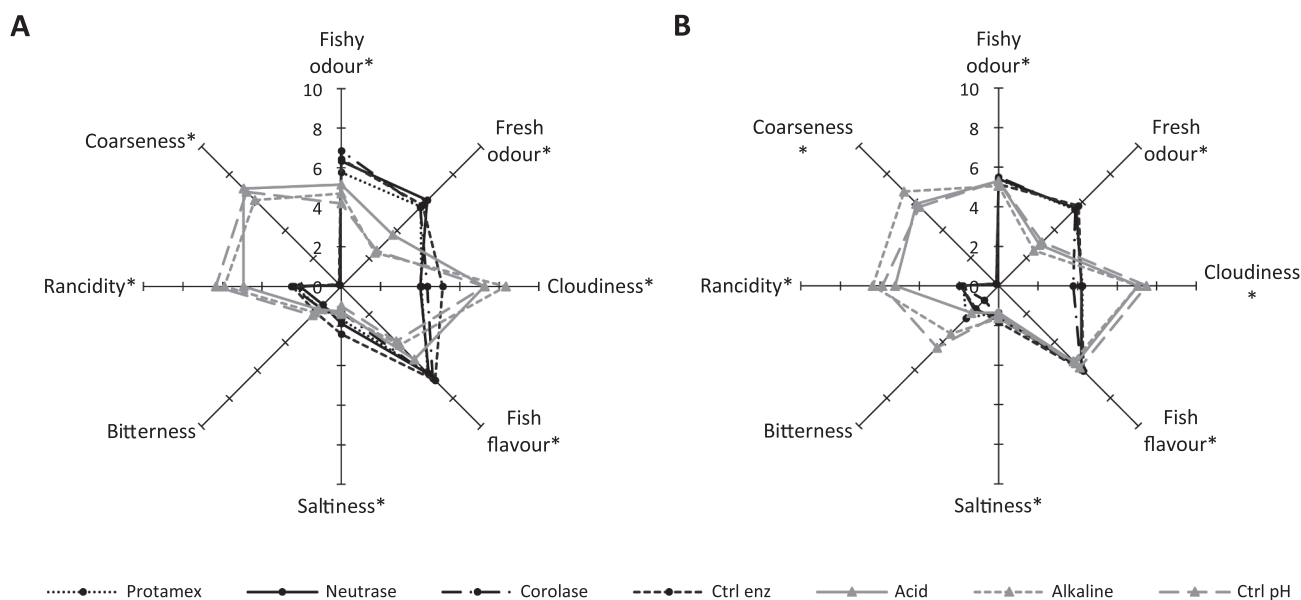 A
Fishy
odour*
10
8
6
4
2
0
Fresh
odour*
Cloudiness*
Fish
flavour*
Saltiness*
Bitterness
Rancidity*
Coarseness*
B
Fishy
odour*
10
8
6
4
2
0
Fresh
odour*
Cloudiness
*
Fish
flavour*
Saltiness*
Bitterness
Rancidity*
Coarseness
*
Protamex Neutrase Corolase Ctrl enz Acid Alkaline Ctrl pH